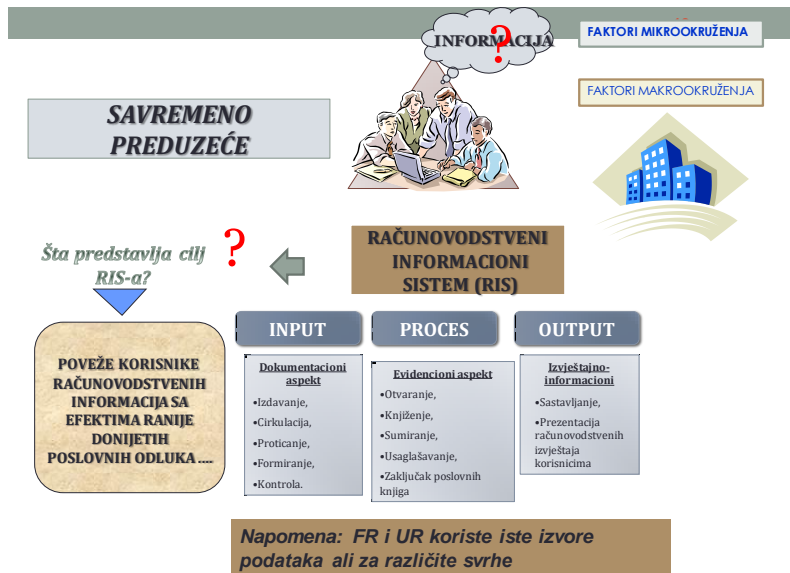 INFORMACIJA
?
FAKTORI MIKROOKRUŽENJA
FAKTORI MAKROOKRUŽENJA
SAVREMENO
PREDUZEĆE
Šta predstavlja cilj
RIS-a?
?
RAČUNOVODSTVENI
INFORMACIONI
SISTEM (RIS)
POVEŽE KORISNIKE
RAČUNOVODSTVENIH
INFORMACIJA SA
EFEKTIMA RANIJE
DONIJETIH
POSLOVNIH ODLUKA ....
INPUT
Dokumentacioni
aspekt
•Izdavanje,
•Cirkulacija,
•Proticanje,
•Formiranje,
•Kontrola.
PROCES
Evidencioni aspekt
•Otvaranje,
•Knjiženje,
•Sumiranje,
•Usaglašavanje,
•Zaključak poslovnih
knjiga
OUTPUT
Izvještajno-
informacioni
•Sastavljanje,
•Prezentacija
računovodstvenih
izvještaja
korisnicima
Napomena: FR i UR koriste iste izvore
podataka ali za različite svrhe